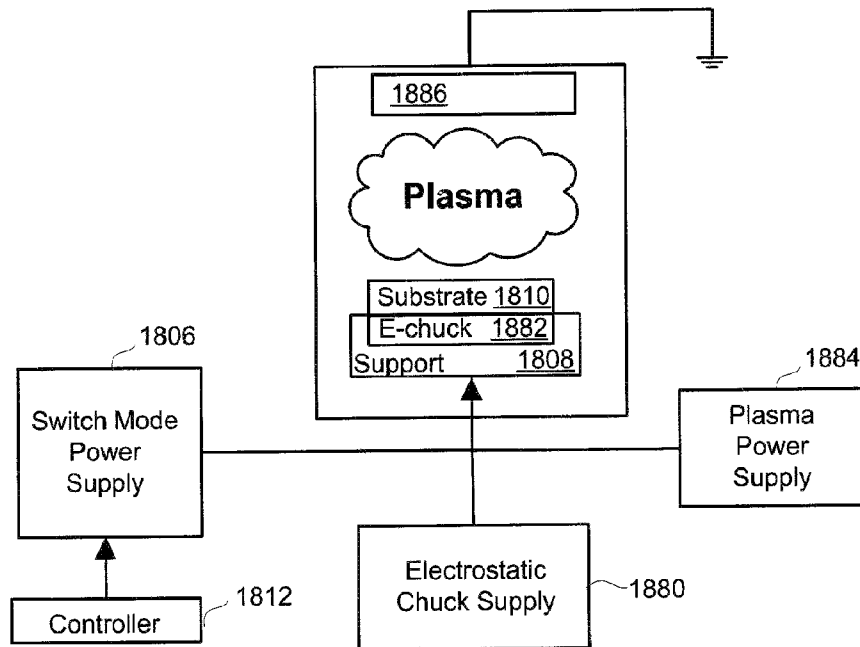 1886
Plasma
Substrate 1810
E-chuck 1882
Support 1808
1806
Switch Mode
Power
Supply
1884
Plasma
Power
Supply
Electrostatic
Chuck Supply
1880
Controller
1812